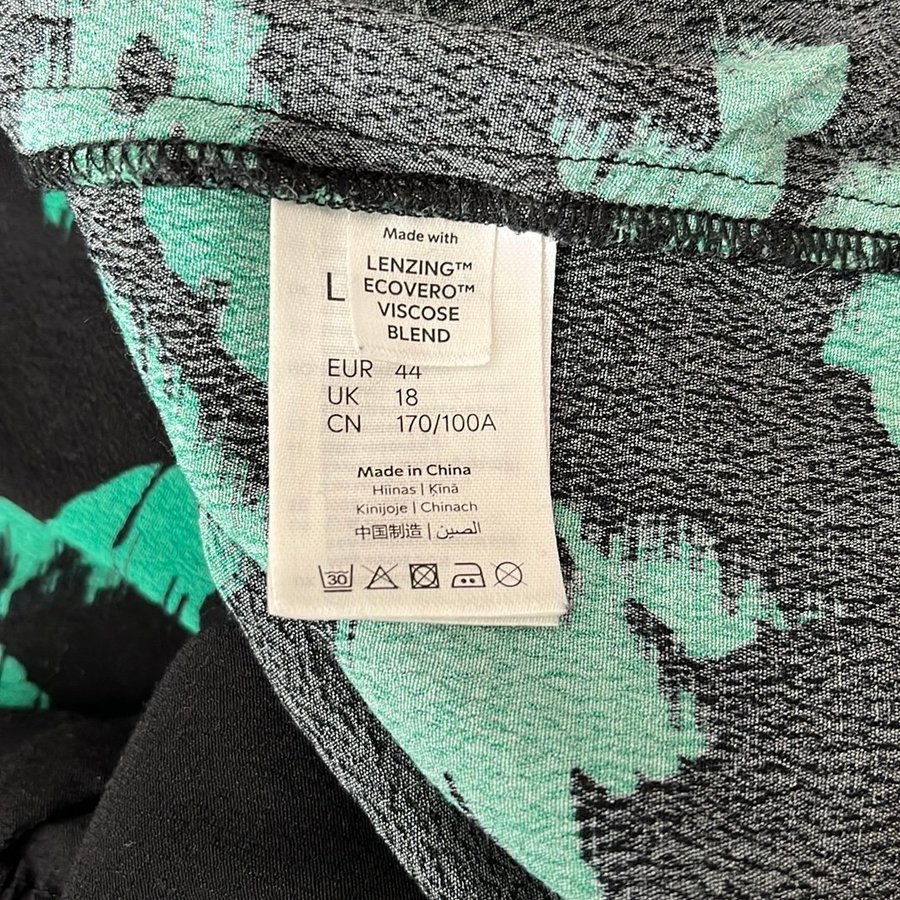 Made with
LENZING™
ECOVERO™
VISCOSE
BLEND
L
EUR 44
UK 18
CN 170/100A
Made in China
Hiinas | Ķīnā
Kinijoje | Chinach
中国制造 | الصين
30